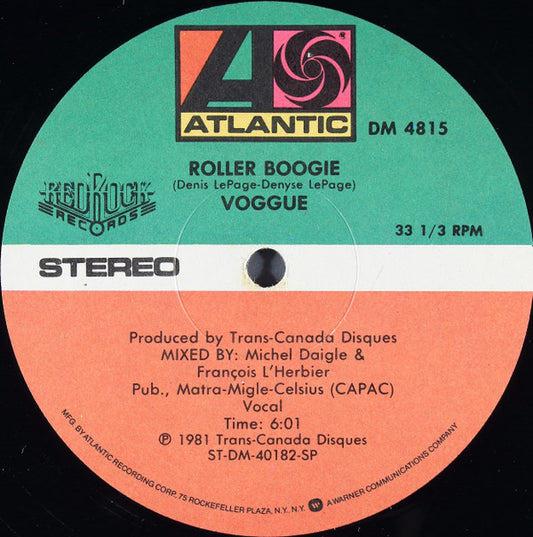 ATLANTIC
DM 4815
ROLLER BOOGIE
(Denis LePage-Denyse LePage)
VOGGUE
REDROCK
RECORDS
33 1/3 RPM
STEREO
Produced by Trans-Canada Disques
MIXED BY: Michel Daigle &
François L'Herbier
Pub., Matra-Migle-Celsius (CAPAC)
Vocal
Time: 6:01
℗ 1981 Trans-Canada Disques
ST-DM-40182-SP
MFG. BY ATLANTIC RECORDING CORP. 75 ROCKEFELLER PLAZA, N.Y. N.Y. A WARNER COMMUNICATIONS COMPANY